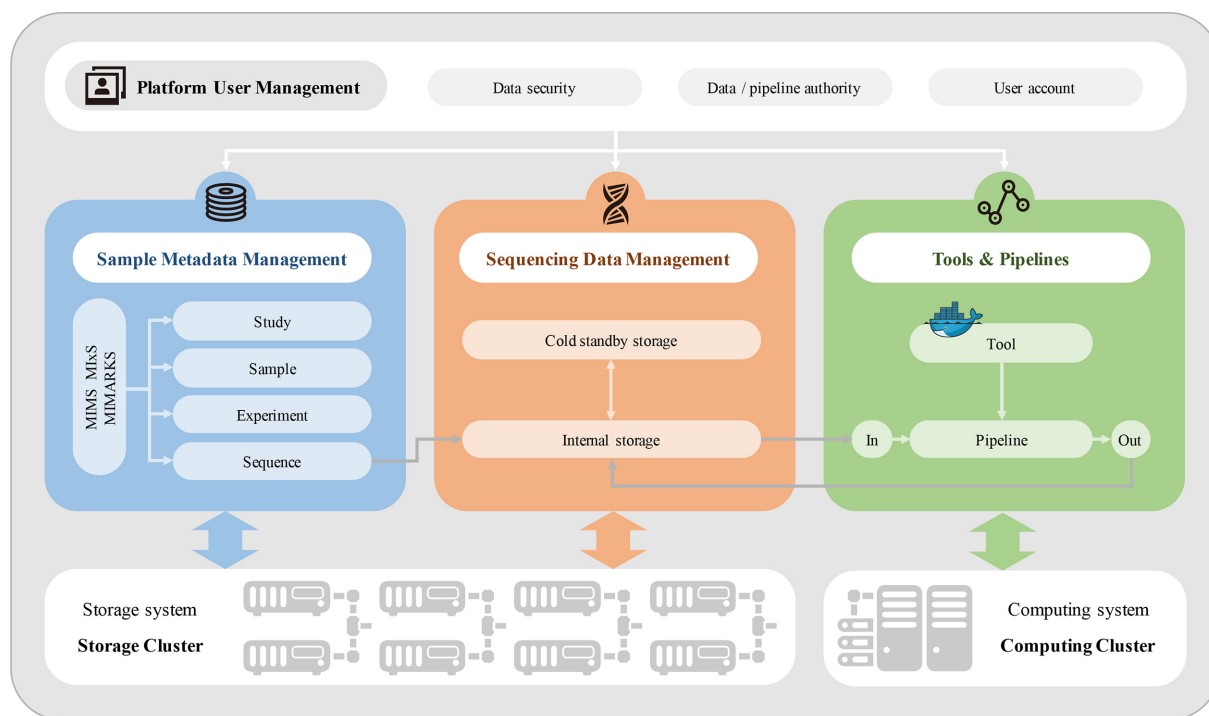 Platform User Management
Data security
Data / pipeline authority
User account
Sample Metadata Management
MIMS MIxS
MIMARKS
Study
Sample
Experiment
Sequence
Sequencing Data Management
Cold standby storage
Internal storage
Tools & Pipelines
Tool
In
Pipeline
Out
Storage system
Storage Cluster
Computing system
Computing Cluster